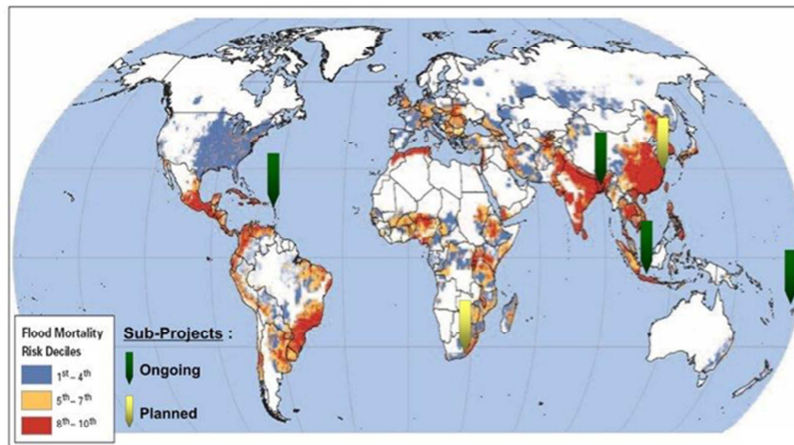 Flood Mortality
Risk Deciles
1st – 4th
5th – 7th
8th – 10th
Sub-Projects :
Ongoing
Planned